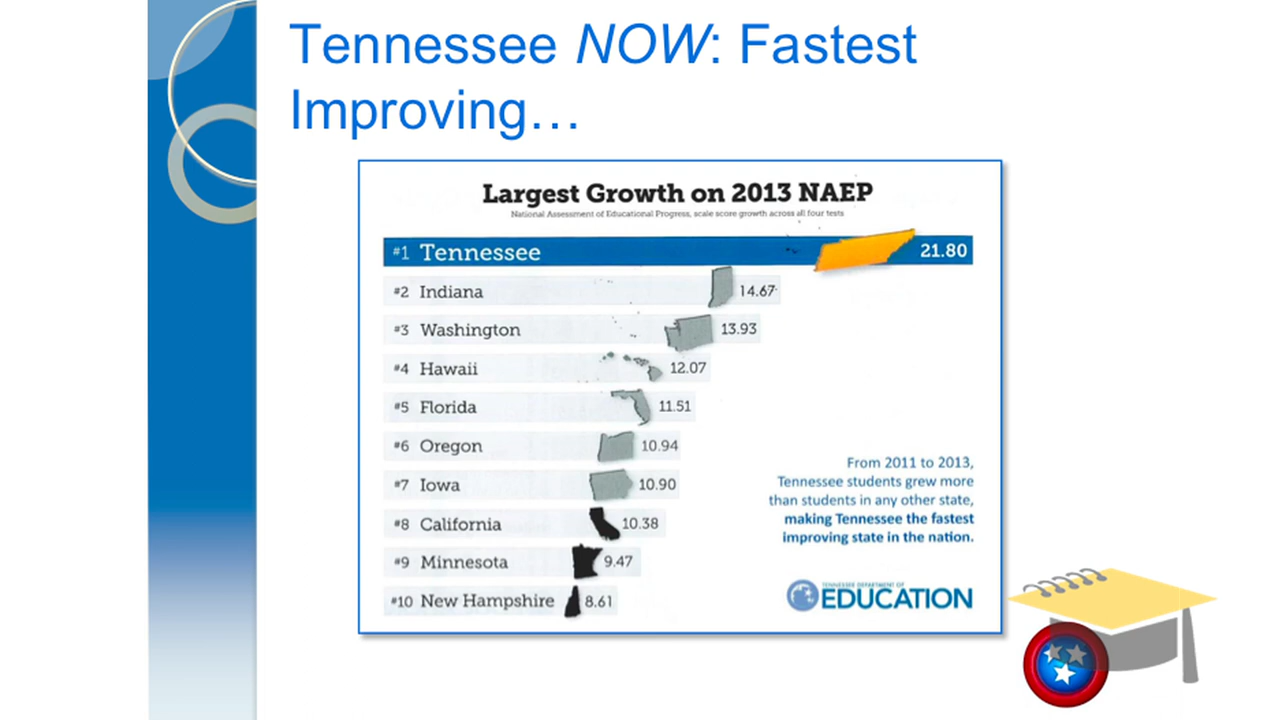 Tennessee NOW: Fastest
Improving…
Largest Growth on 2013 NAEP
National Assessment of Educational Progress, scale score growth across all four tests
#1 Tennessee 21.80
#2 Indiana 14.67
#3 Washington 13.93
#4 Hawaii 12.07
#5 Florida 11.51
#6 Oregon 10.94
#7 Iowa 10.90
#8 California 10.38
#9 Minnesota 9.47
#10 New Hampshire 8.61
From 2011 to 2013,
Tennessee students grew more
than students in any other state,
making Tennessee the fastest
improving state in the nation.
TENNESSEE DEPARTMENT OF
EDUCATION